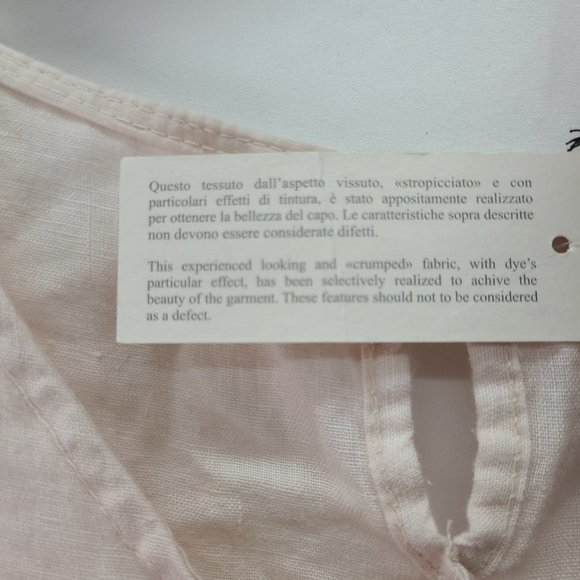 Questo tessuto dall'aspetto vissuto, «stropicciato» e con
particolari effetti di tintura, è stato appositamente realizzato
per ottenere la bellezza del capo. Le caratteristiche sopra descritte
non devono essere considerate difetti.
This experienced looking and «crumped» fabric, with dye's
particular effect, has been selectively realized to achive the
beauty of the garment. These features should not to be considered
as a defect.